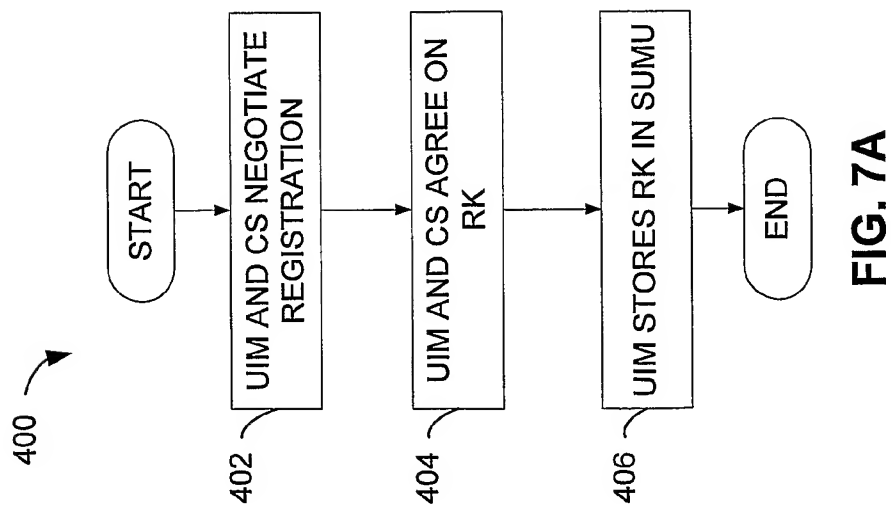 400
START
402
UIM AND CS NEGOTIATE
REGISTRATION
404
UIM AND CS AGREE ON
RK
406
UIM STORES RK IN SUMU
END
FIG. 7A